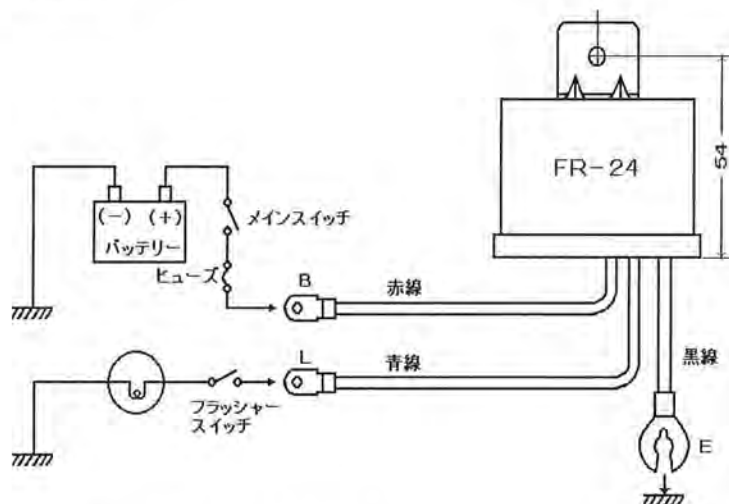 FR-24
54
(-) (+)
バッテリー
メインスイッチ
ヒューズ
B
赤線
L
青線
黒線
フラッシャー
スイッチ
E